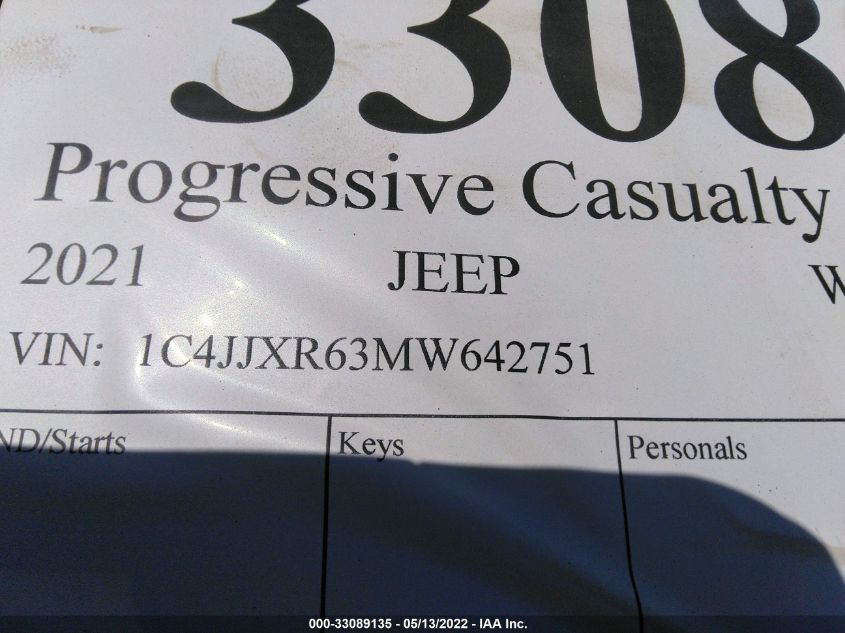 3308
Progressive Casualty
2021 JEEP W
VIN: 1C4JJXR63MW642751
ND/Starts Keys Personals
000-33089135 - 05/13/2022 - IAA Inc.